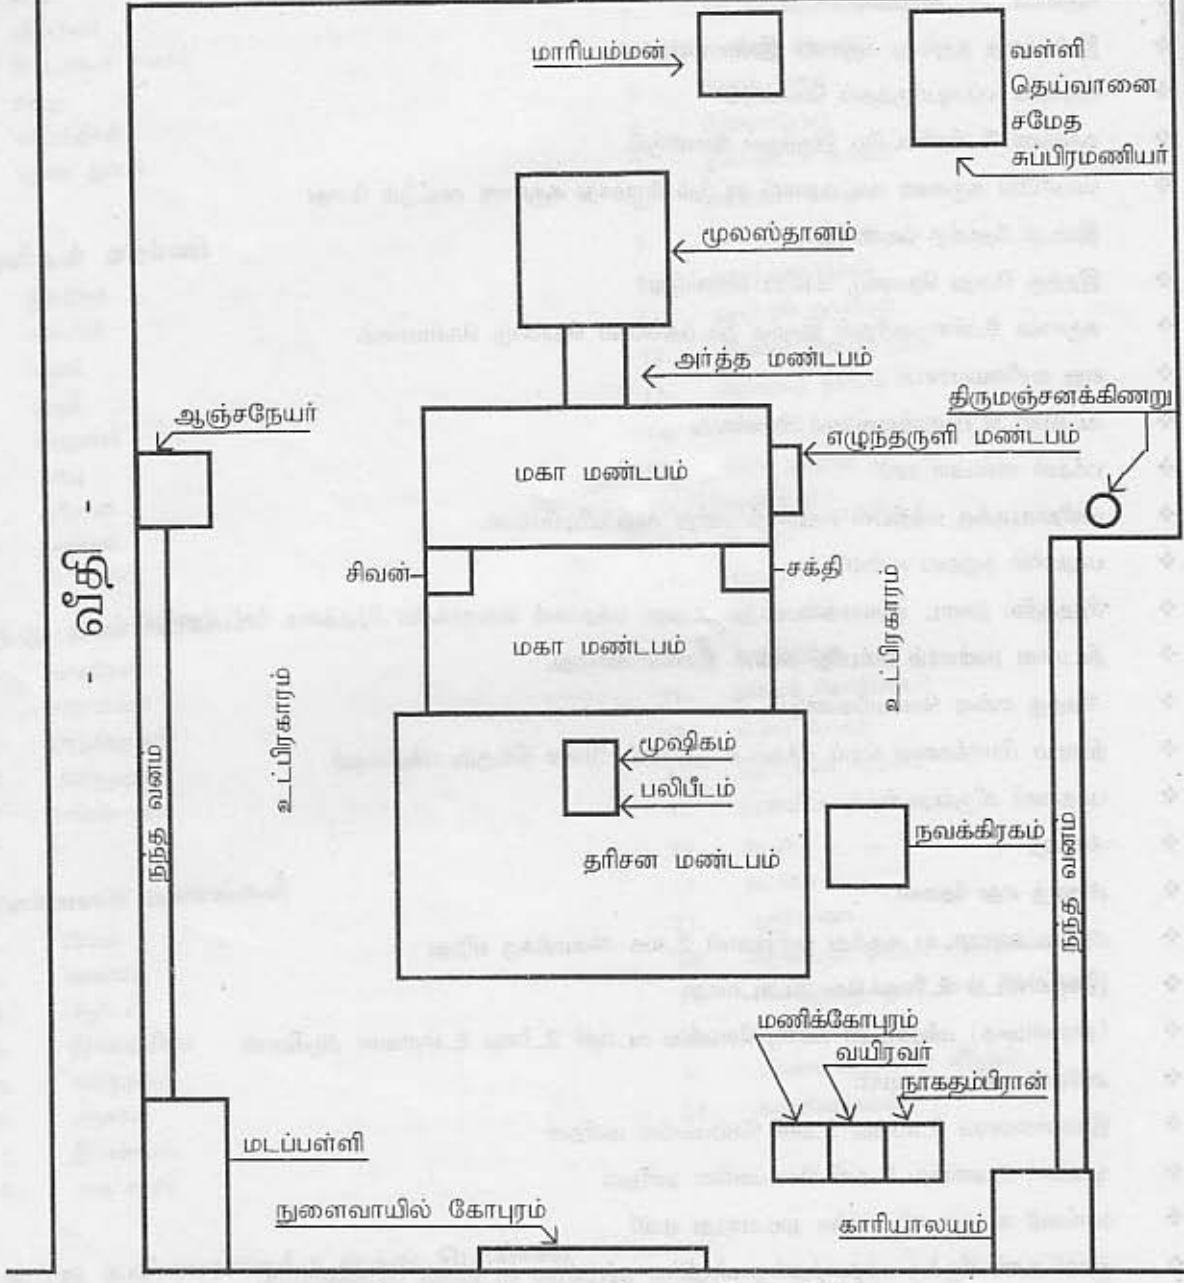 மாரியம்மன்
வள்ளி
தெய்வானை
சமேத
சுப்பிரமணியர்
மூலஸ்தானம்
அர்த்த மண்டபம்
திருமஞ்சனக்கிணறு
ஆஞ்சநேயர்
எழுந்தருளி மண்டபம்
மகா மண்டபம்
சிவன்
சக்தி
- வீதி -
மகா மண்டபம்
உட்பிரகாரம்
உட்பிரகாரம்
மூஷிகம்
பலிபீடம்
நந்த வனம்
நவக்கிரகம்
தரிசன மண்டபம்
நந்த வனம்
மணிக்கோபுரம்
வயிரவர்
நாகதம்பிரான்
மடப்பள்ளி
நுளைவாயில் கோபுரம்
காரியாலயம்